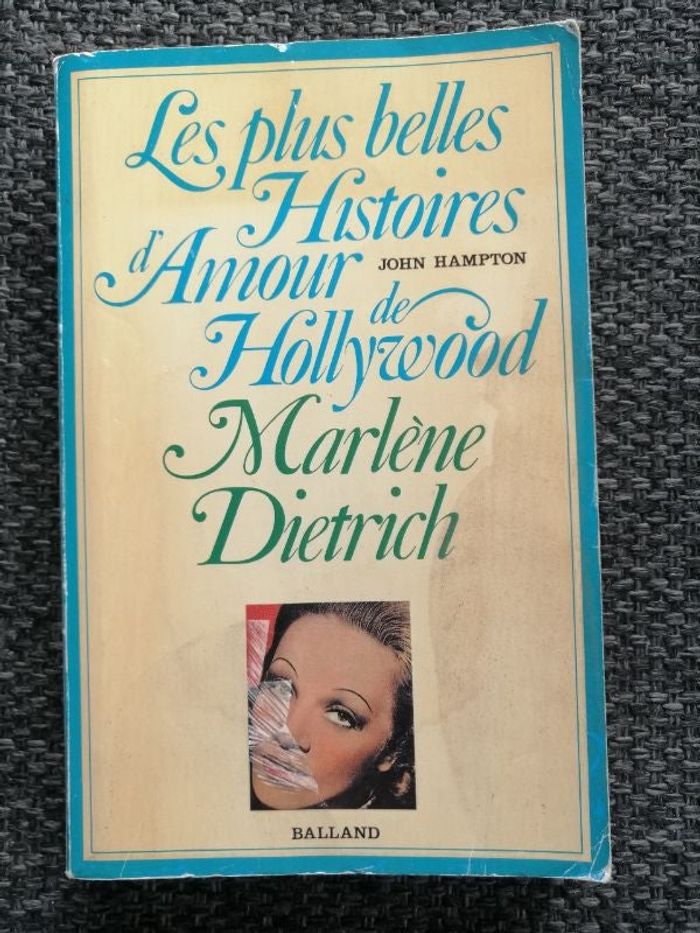 Les plus belles
Histoires
d'Amour
JOHN HAMPTON
de
Hollywood
Marlène
Dietrich
BALLAND